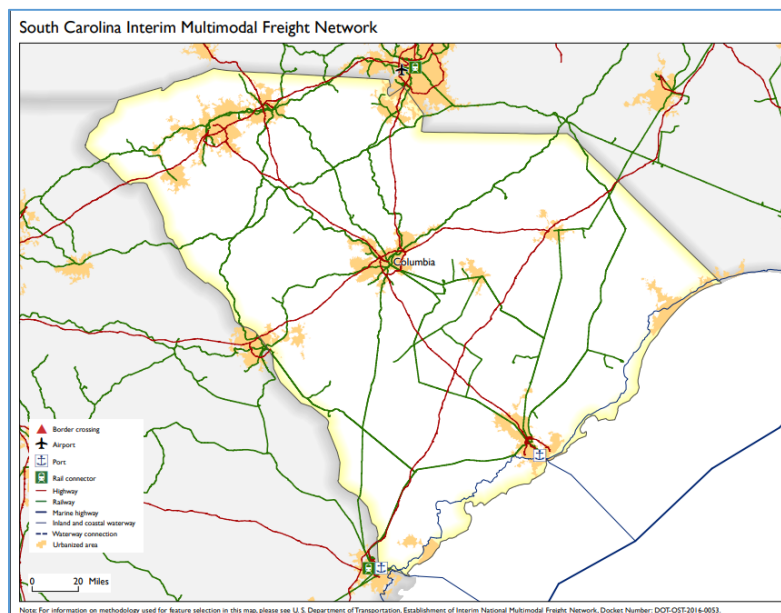 South Carolina Interim Multimodal Freight Network
Columbia
Border crossing
Airport
Port
Rail connector
Highway
Railway
Marine highway
Inland and coastal waterway
Waterway connection
Urbanized area
0 20 Miles
Note: For information on methodology used for feature selection in this map, please see U. S. Department of Transportation, Establishment of Interim National Multimodal Freight Network, Docket Number: DOT-OST-2016-0053.